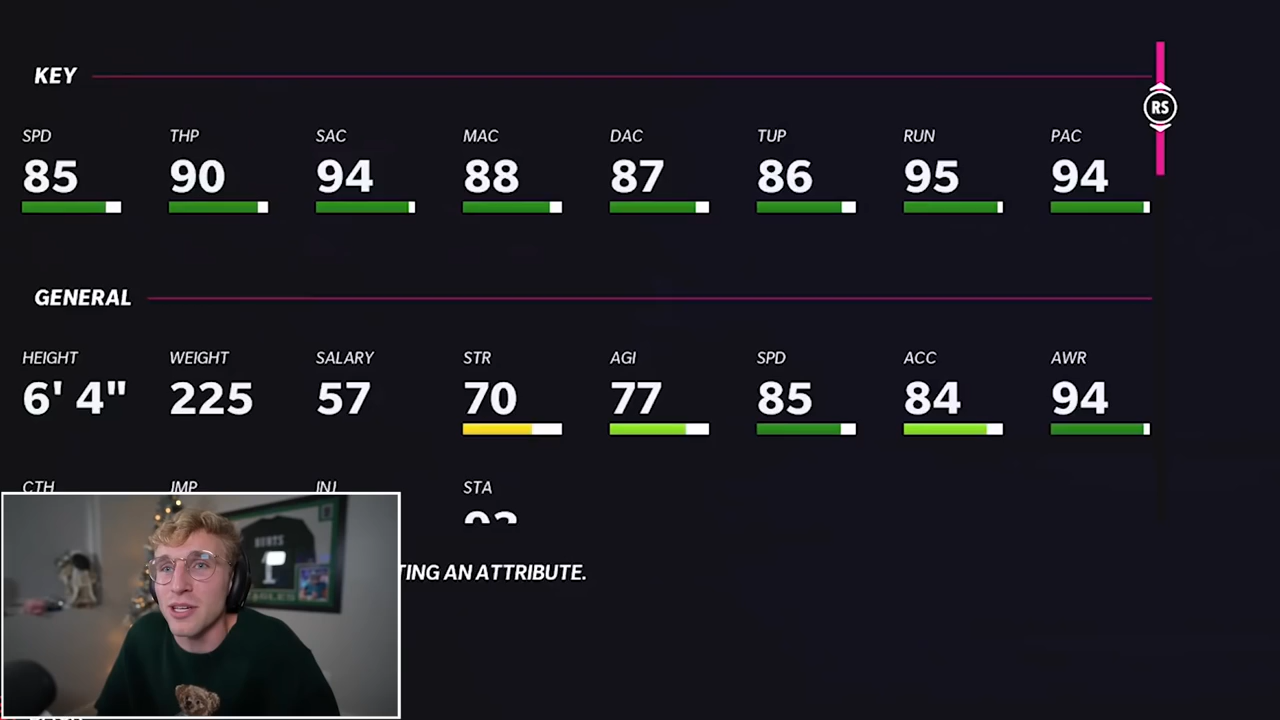 KEY
RS
SPD THP SAC MAC DAC TUP RUN PAC
85 90 94 88 87 86 95 94
GENERAL
HEIGHT WEIGHT SALARY STR AGI SPD ACC AWR
6' 4" 225 57 70 77 85 84 94
CTH JMP INJ STA
TING AN ATTRIBUTE.